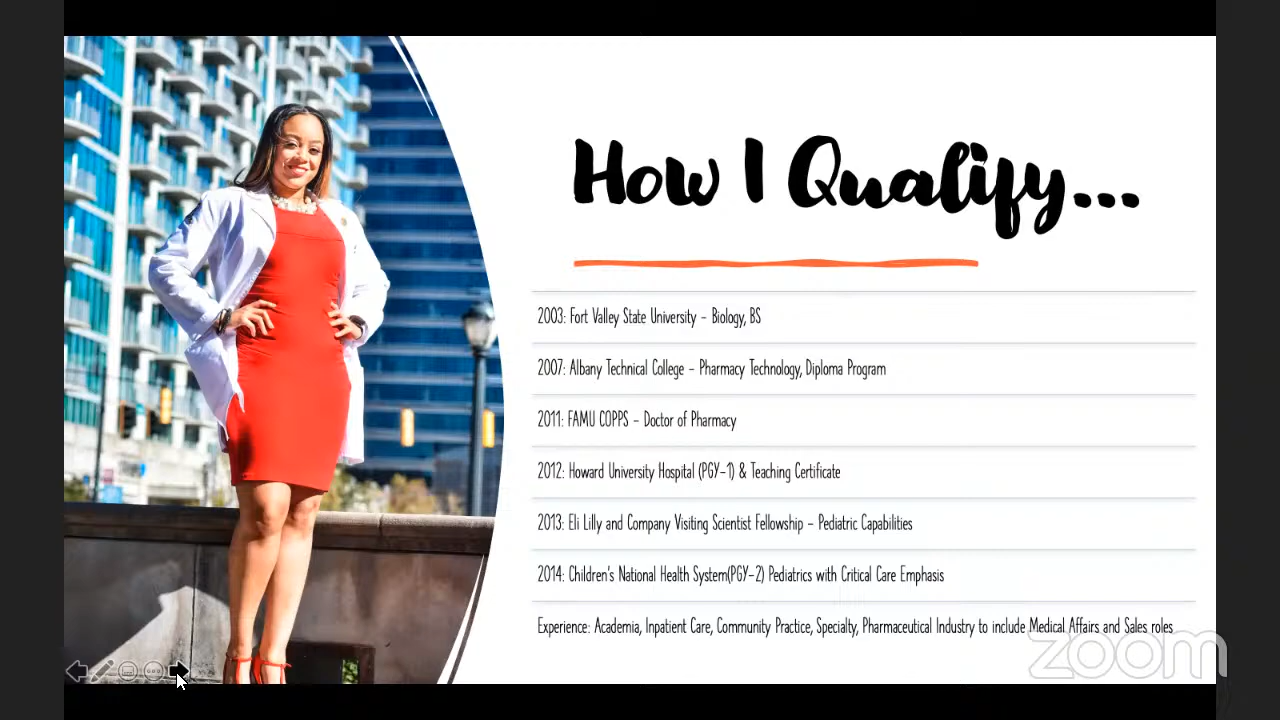 How I Qualify...
2003: Fort Valley State University - Biology, BS
2007: Albany Technical College - Pharmacy Technology, Diploma Program
2011: FAMU COPPS - Doctor of Pharmacy
2012: Howard University Hospital (PGY-1) & Teaching Certificate
2013: Eli Lilly and Company Visiting Scientist Fellowship - Pediatric Capabilities
2014: Children's National Health System(PGY-2) Pediatrics with Critical Care Emphasis
Experience: Academia, Inpatient Care, Community Practice, Specialty, Pharmaceutical Industry to include Medical Affairs and Sales roles
zoom